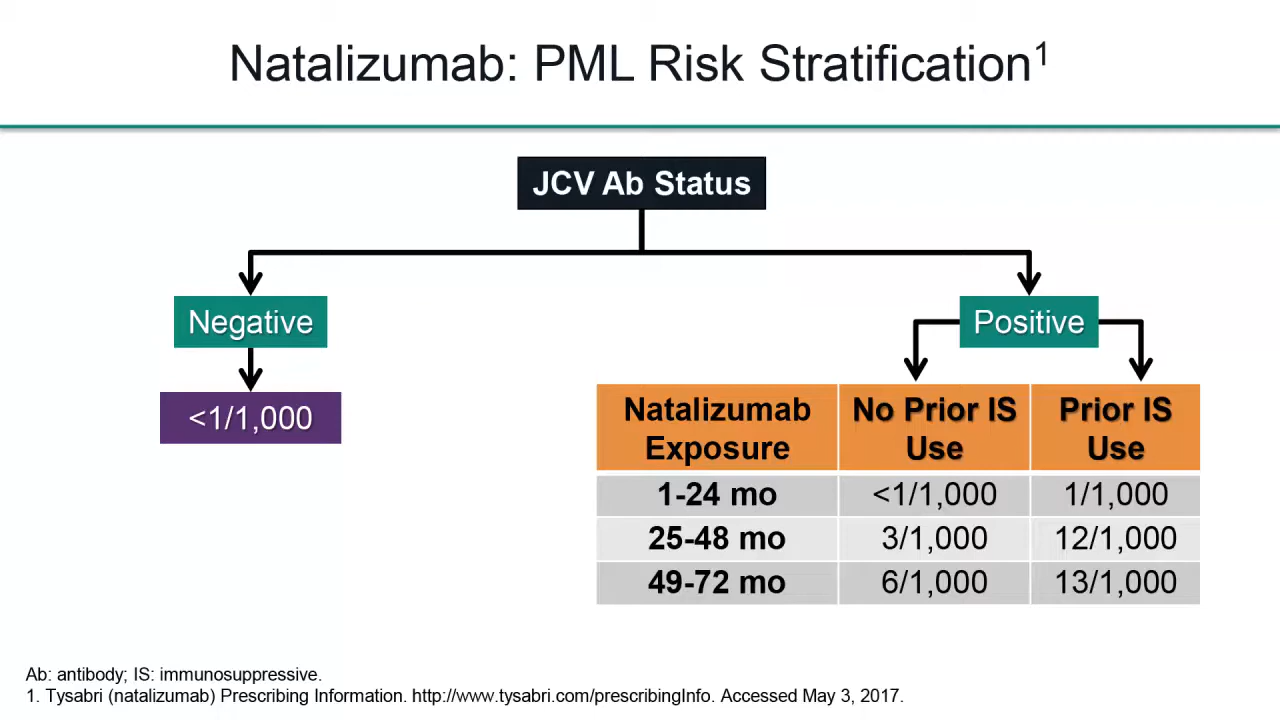 Natalizumab: PML Risk Stratification1
JCV Ab Status
Negative
Positive
<1/1,000
Natalizumab Exposure No Prior IS Use Prior IS Use
1-24 mo <1/1,000 1/1,000
25-48 mo 3/1,000 12/1,000
49-72 mo 6/1,000 13/1,000
Ab: antibody; IS: immunosuppressive.
1. Tysabri (natalizumab) Prescribing Information. http://www.tysabri.com/prescribingInfo. Accessed May 3, 2017.